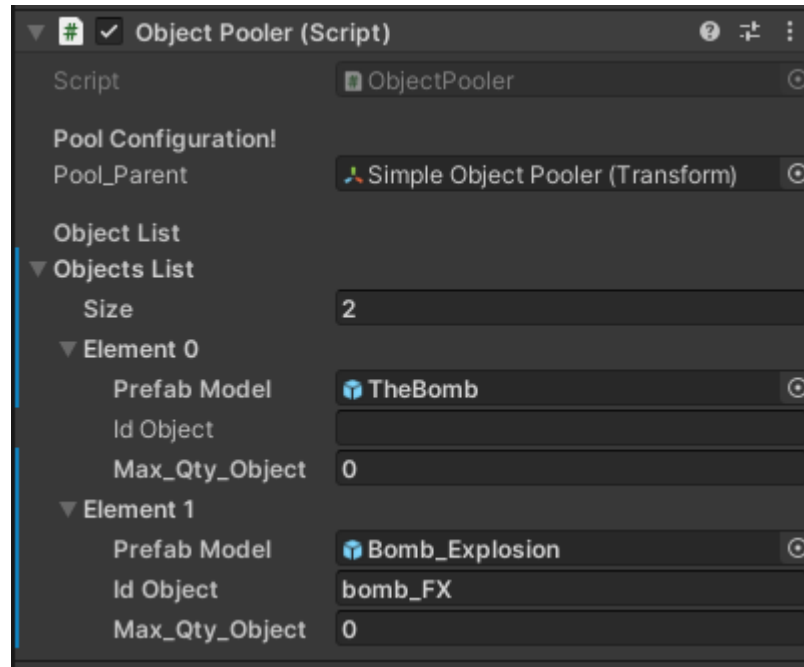 Object Pooler (Script)
Script ObjectPooler
Pool Configuration!
Pool_Parent Simple Object Pooler (Transform)
Object List
Objects List
Size 2
Element 0
Prefab Model TheBomb
Id Object
Max_Qty_Object 0
Element 1
Prefab Model Bomb_Explosion
Id Object bomb_FX
Max_Qty_Object 0